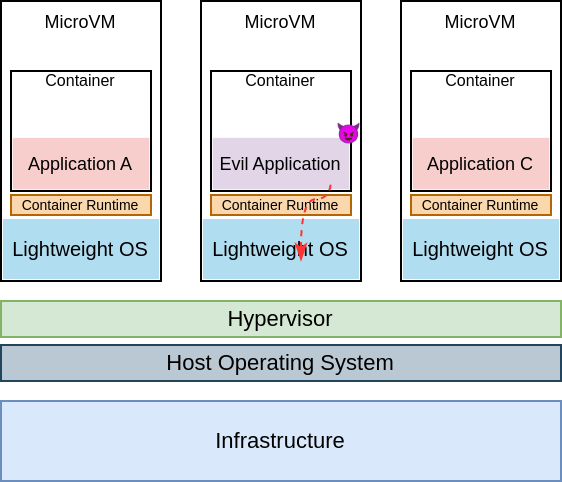 MicroVM
Container
Application A
Container Runtime
Lightweight OS
MicroVM
Container
Evil Application
Container Runtime
Lightweight OS
MicroVM
Container
Application C
Container Runtime
Lightweight OS
Hypervisor
Host Operating System
Infrastructure